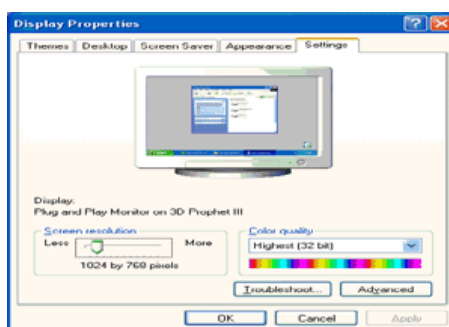 Display Properties
Themes Desktop Screen Saver Appearance Settings
Display:
Plug and Play Monitor on 3D Prophet III
Screen resolution
Less More
1024 by 768 pixels
Color quality
Highest (32 bit)
Troubleshoot... Advanced
OK Cancel Apply